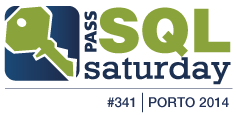 PASS
SQL
saturday
#341 | PORTO 2014